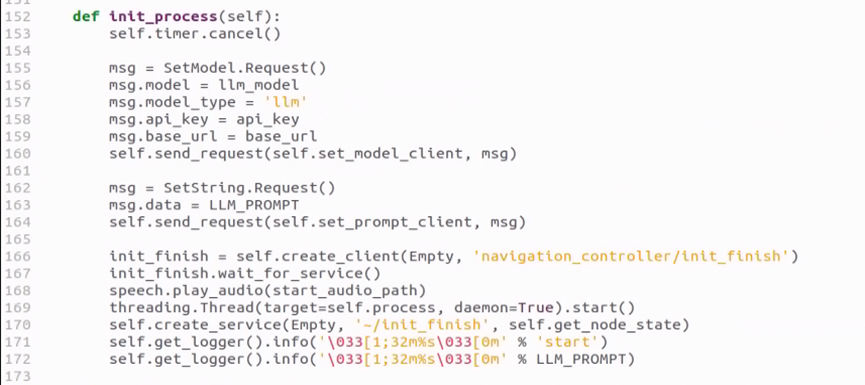 152 def init_process(self):
153 self.timer.cancel()
154
155 msg = SetModel.Request()
156 msg.model = llm_model
157 msg.model_type = 'llm'
158 msg.api_key = api_key
159 msg.base_url = base_url
160 self.send_request(self.set_model_client, msg)
161
162 msg = SetString.Request()
163 msg.data = LLM_PROMPT
164 self.send_request(self.set_prompt_client, msg)
165
166 init_finish = self.create_client(Empty, 'navigation_controller/init_finish')
167 init_finish.wait_for_service()
168 speech.play_audio(start_audio_path)
169 threading.Thread(target=self.process, daemon=True).start()
170 self.create_service(Empty, '~/init_finish', self.get_node_state)
171 self.get_logger().info('\033[1;32m%s\033[0m' % 'start')
172 self.get_logger().info('\033[1;32m%s\033[0m' % LLM_PROMPT)
173